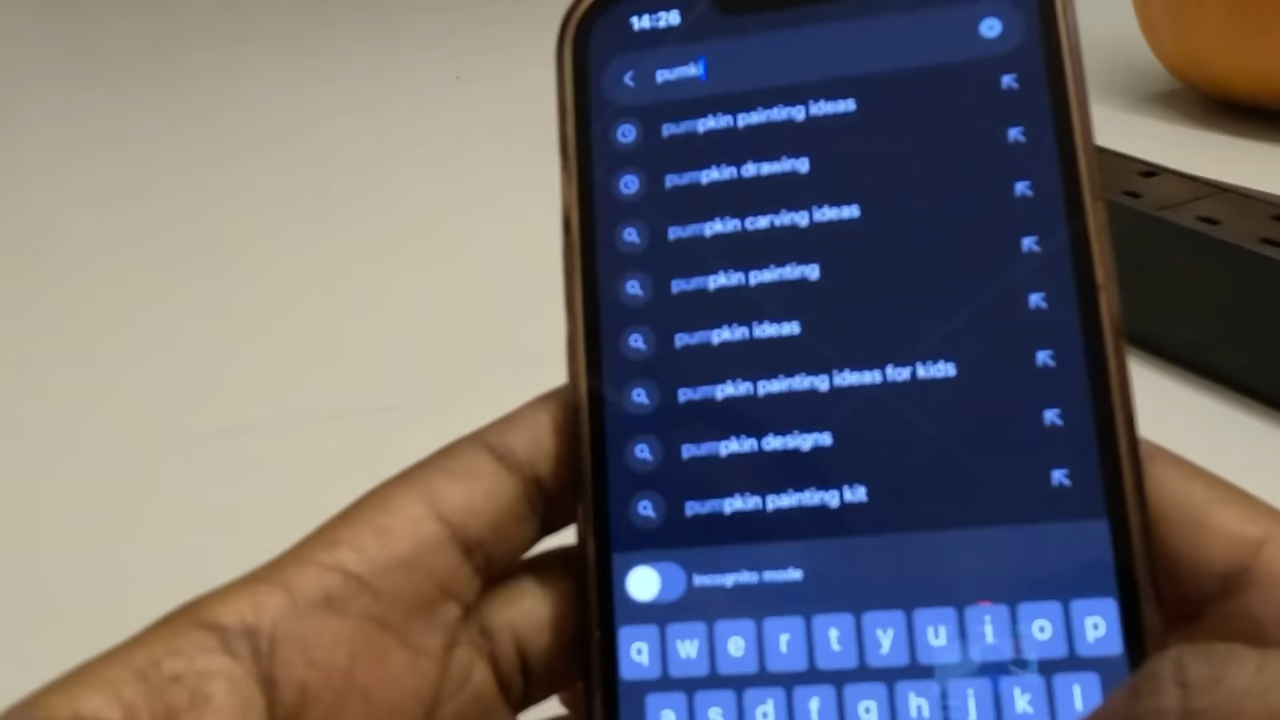 14:26
pumki
pumpkin painting ideas
pumpkin drawing
pumpkin carving ideas
pumpkin painting
pumpkin ideas
pumpkin painting ideas for kids
pumpkin designs
pumpkin painting kit
Incognito mode
q w e r t y u i o p
a s d f g h j k l